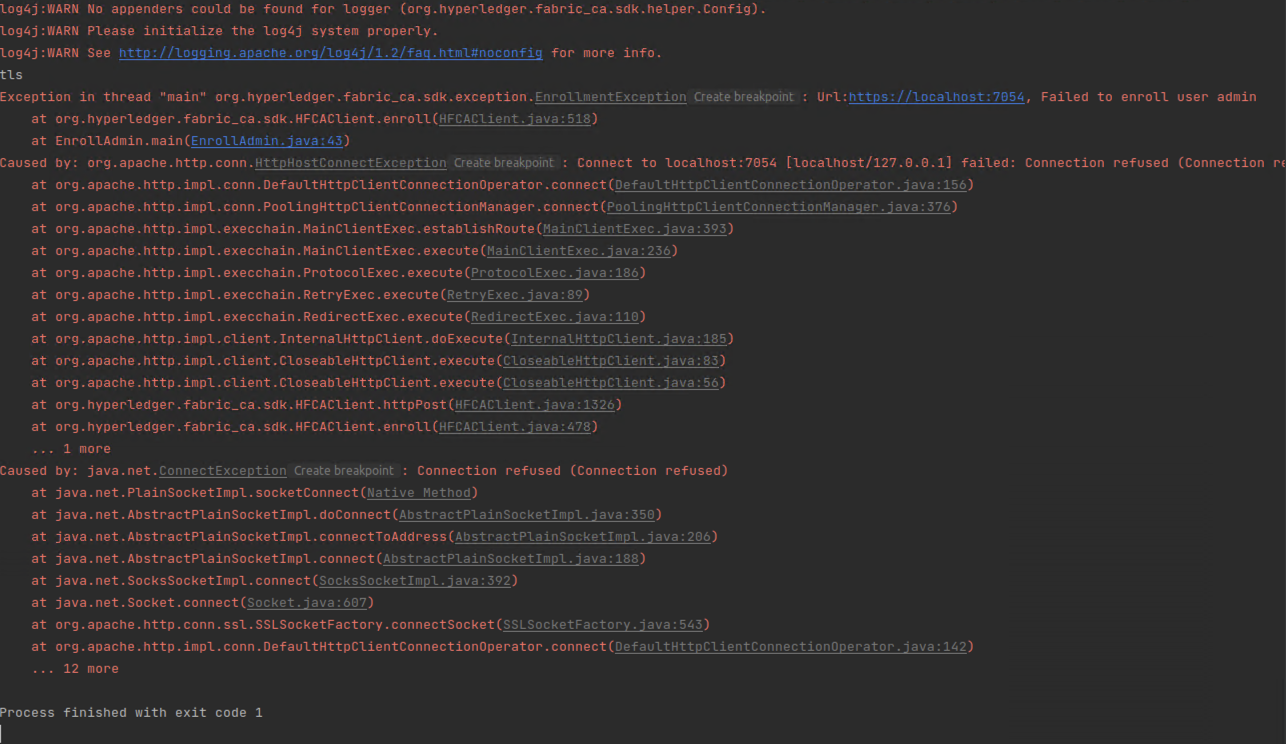 log4j:WARN No appenders could be found for logger (org.hyperledger.fabric_ca.sdk.helper.Config).
log4j:WARN Please initialize the log4j system properly.
log4j:WARN See http://logging.apache.org/log4j/1.2/faq.html#noconfig for more info.
tls
Exception in thread "main" org.hyperledger.fabric_ca.sdk.exception.EnrollmentException Create breakpoint : Url:https://localhost:7054, Failed to enroll user admin
    at org.hyperledger.fabric_ca.sdk.HFCAClient.enroll(HFCAClient.java:518)
    at EnrollAdmin.main(EnrollAdmin.java:43)
Caused by: org.apache.http.conn.HttpHostConnectException Create breakpoint : Connect to localhost:7054 [localhost/127.0.0.1] failed: Connection refused (Connection re
    at org.apache.http.impl.conn.DefaultHttpClientConnectionOperator.connect(DefaultHttpClientConnectionOperator.java:156)
    at org.apache.http.impl.conn.PoolingHttpClientConnectionManager.connect(PoolingHttpClientConnectionManager.java:376)
    at org.apache.http.impl.execchain.MainClientExec.establishRoute(MainClientExec.java:393)
    at org.apache.http.impl.execchain.MainClientExec.execute(MainClientExec.java:236)
    at org.apache.http.impl.execchain.ProtocolExec.execute(ProtocolExec.java:186)
    at org.apache.http.impl.execchain.RetryExec.execute(RetryExec.java:89)
    at org.apache.http.impl.execchain.RedirectExec.execute(RedirectExec.java:110)
    at org.apache.http.impl.client.InternalHttpClient.doExecute(InternalHttpClient.java:185)
    at org.apache.http.impl.client.CloseableHttpClient.execute(CloseableHttpClient.java:83)
    at org.apache.http.impl.client.CloseableHttpClient.execute(CloseableHttpClient.java:56)
    at org.hyperledger.fabric_ca.sdk.HFCAClient.httpPost(HFCAClient.java:1326)
    at org.hyperledger.fabric_ca.sdk.HFCAClient.enroll(HFCAClient.java:478)
    ... 1 more
Caused by: java.net.ConnectException Create breakpoint : Connection refused (Connection refused)
    at java.net.PlainSocketImpl.socketConnect(Native Method)
    at java.net.AbstractPlainSocketImpl.doConnect(AbstractPlainSocketImpl.java:350)
    at java.net.AbstractPlainSocketImpl.connectToAddress(AbstractPlainSocketImpl.java:206)
    at java.net.AbstractPlainSocketImpl.connect(AbstractPlainSocketImpl.java:188)
    at java.net.SocksSocketImpl.connect(SocksSocketImpl.java:392)
    at java.net.Socket.connect(Socket.java:607)
    at org.apache.http.conn.ssl.SSLSocketFactory.connectSocket(SSLSocketFactory.java:543)
    at org.apache.http.impl.conn.DefaultHttpClientConnectionOperator.connect(DefaultHttpClientConnectionOperator.java:142)
    ... 12 more
Process finished with exit code 1